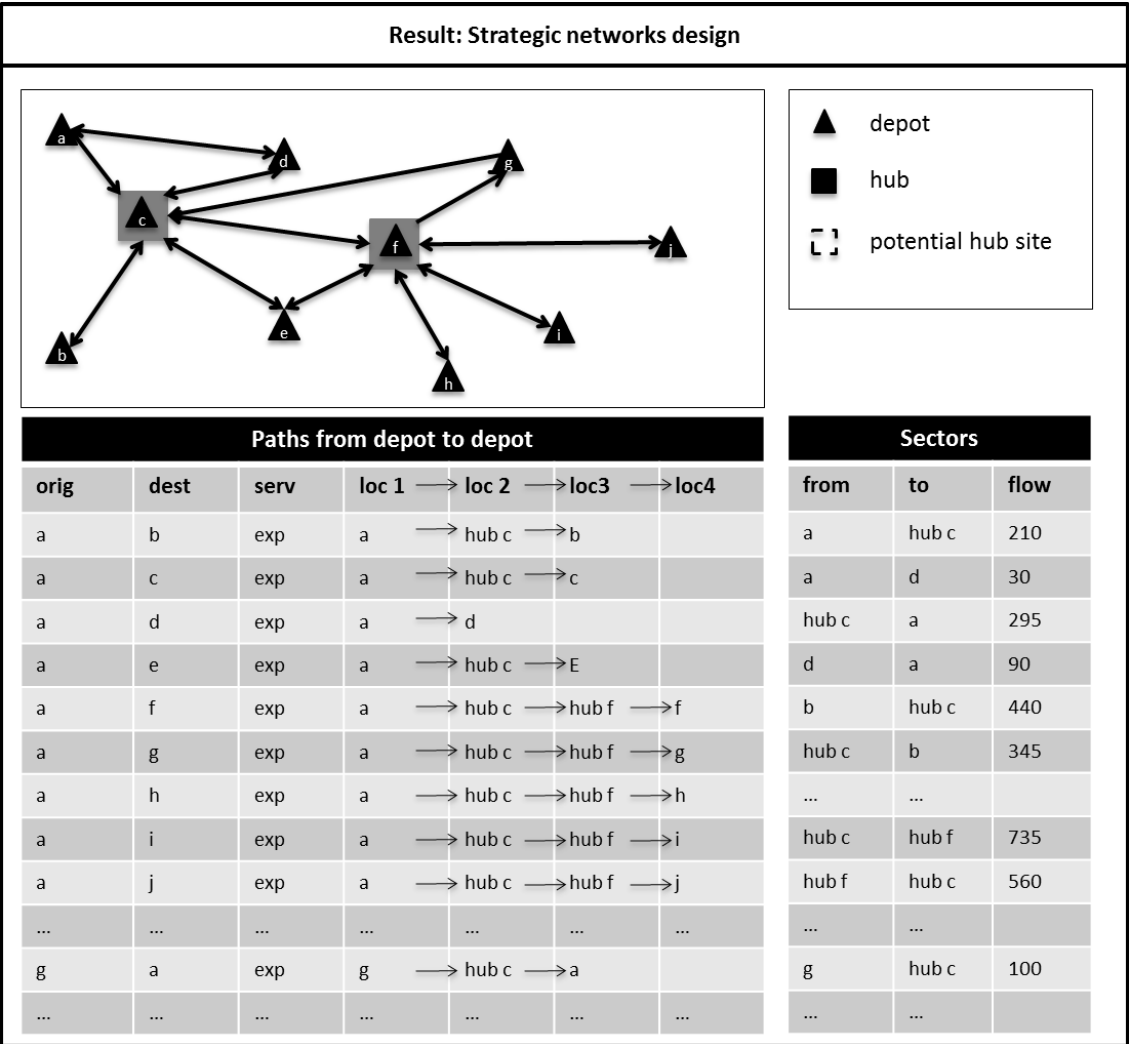 Result: Strategic networks design
a
d
g
c
f
j
e
i
b
h
depot
hub
potential hub site
Paths from depot to depot
orig dest serv loc 1 → loc 2 → loc3 → loc4
a b exp a → hub c → b
a c exp a → hub c → c
a d exp a → d
a e exp a → hub c → E
a f exp a → hub c → hub f → f
a g exp a → hub c → hub f → g
a h exp a → hub c → hub f → h
a i exp a → hub c → hub f → i
a j exp a → hub c → hub f → j
... ... ... ... ... ... ...
g a exp g → hub c → a
... ... ... ... ... ... ...
Sectors
from to flow
a hub c 210
a d 30
hub c a 295
d a 90
b hub c 440
hub c b 345
... ...
hub c hub f 735
hub f hub c 560
... ...
g hub c 100
... ...